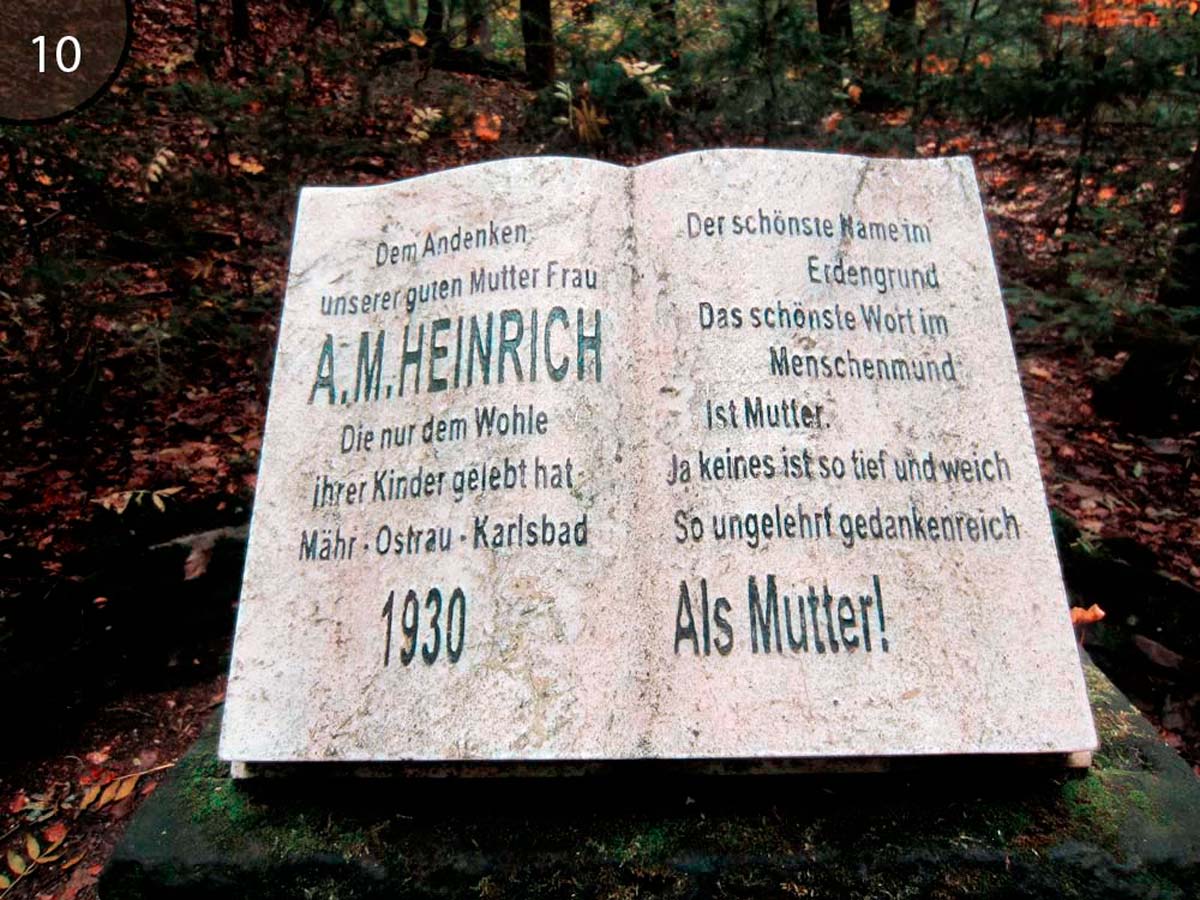 10
Dem Andenken
unserer guten Mutter Frau
A.M.HEINRICH
Die nur dem Wohle
ihrer Kinder gelebt hat
Mähr · Ostrau · Karlsbad
1930
Der schönste Name im
Erdengrund
Das schönste Wort im
Menschenmund
Ist Mutter.
Ja keines ist so tief und weich
So ungelehrt gedankenreich
Als Mutter!